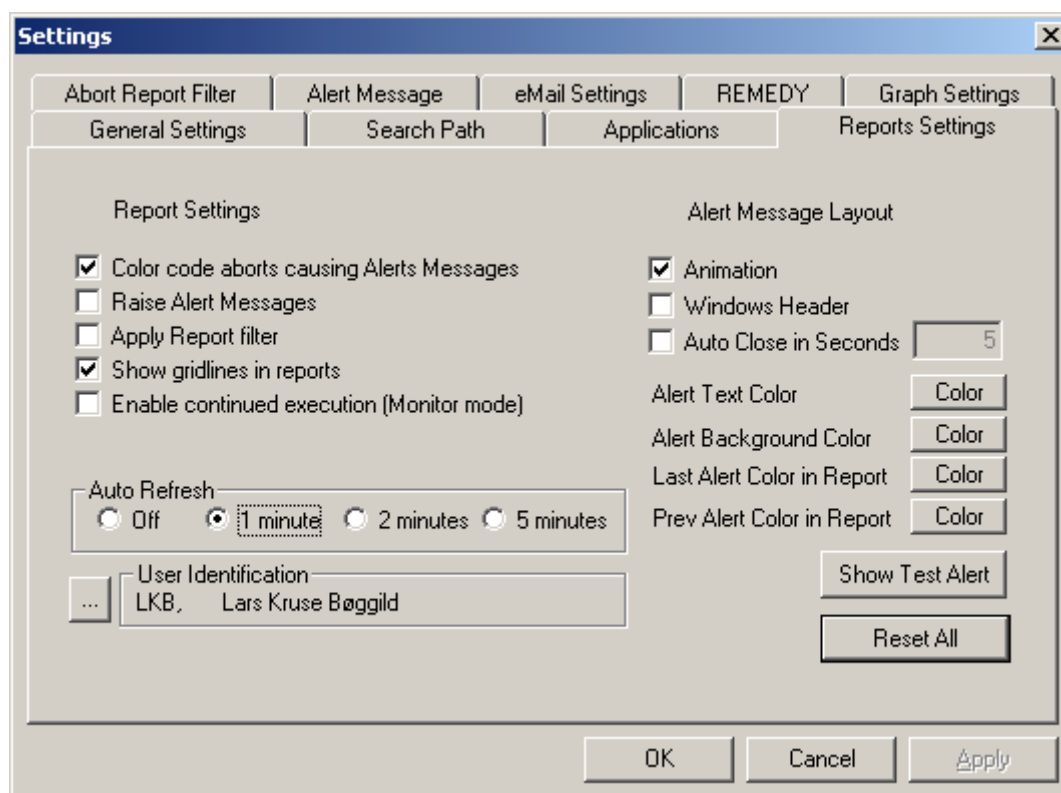 Settings
Abort Report Filter
Alert Message
eMail Settings
REMEDY
Graph Settings
General Settings
Search Path
Applications
Reports Settings
Report Settings
Color code aborts causing Alerts Messages
Raise Alert Messages
Apply Report filter
Show gridlines in reports
Enable continued execution (Monitor mode)
Auto Refresh
Off
1 minute
2 minutes
5 minutes
...
User Identification
LKB, Lars Kruse Bøggild
Alert Message Layout
Animation
Windows Header
Auto Close in Seconds
5
Alert Text Color
Color
Alert Background Color
Color
Last Alert Color in Report
Color
Prev Alert Color in Report
Color
Show Test Alert
Reset All
OK
Cancel
Apply